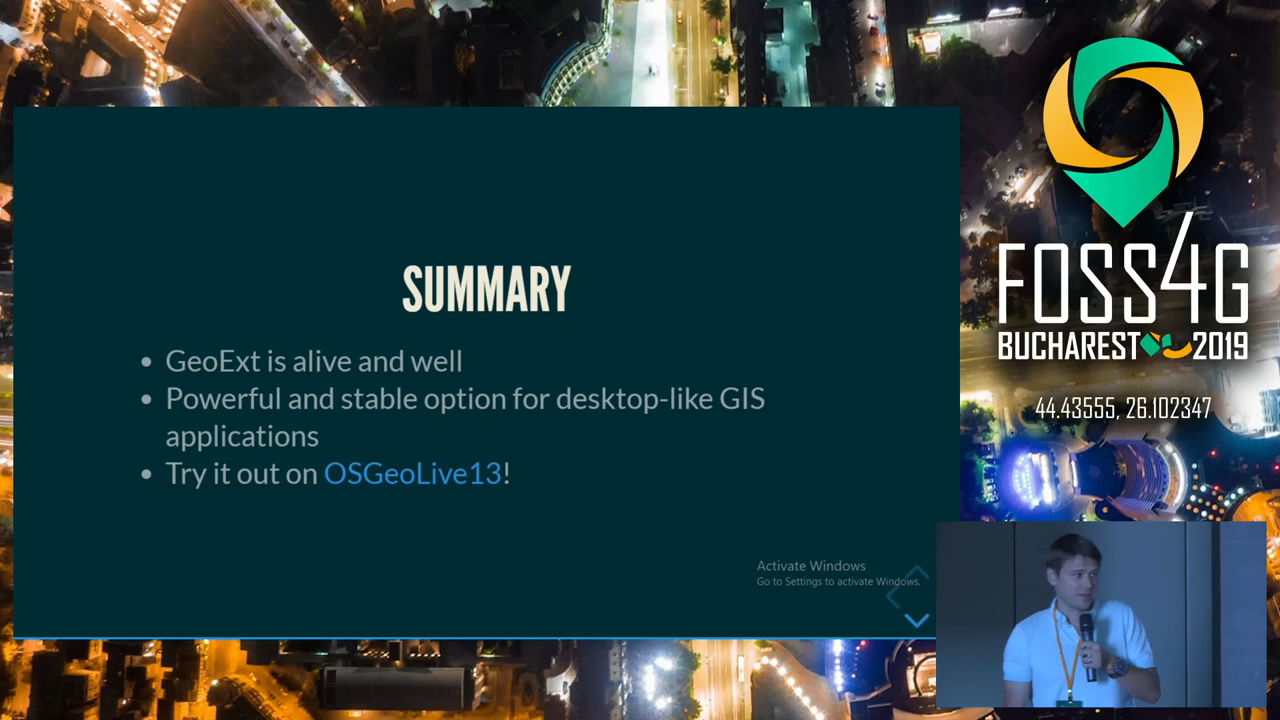 SUMMARY
• GeoExt is alive and well
• Powerful and stable option for desktop-like GIS
applications
• Try it out on OSGeoLive13!
Activate Windows
Go to Settings to activate Windows.
FOSS4G
BUCHAREST 2019
44.43555, 26.102347